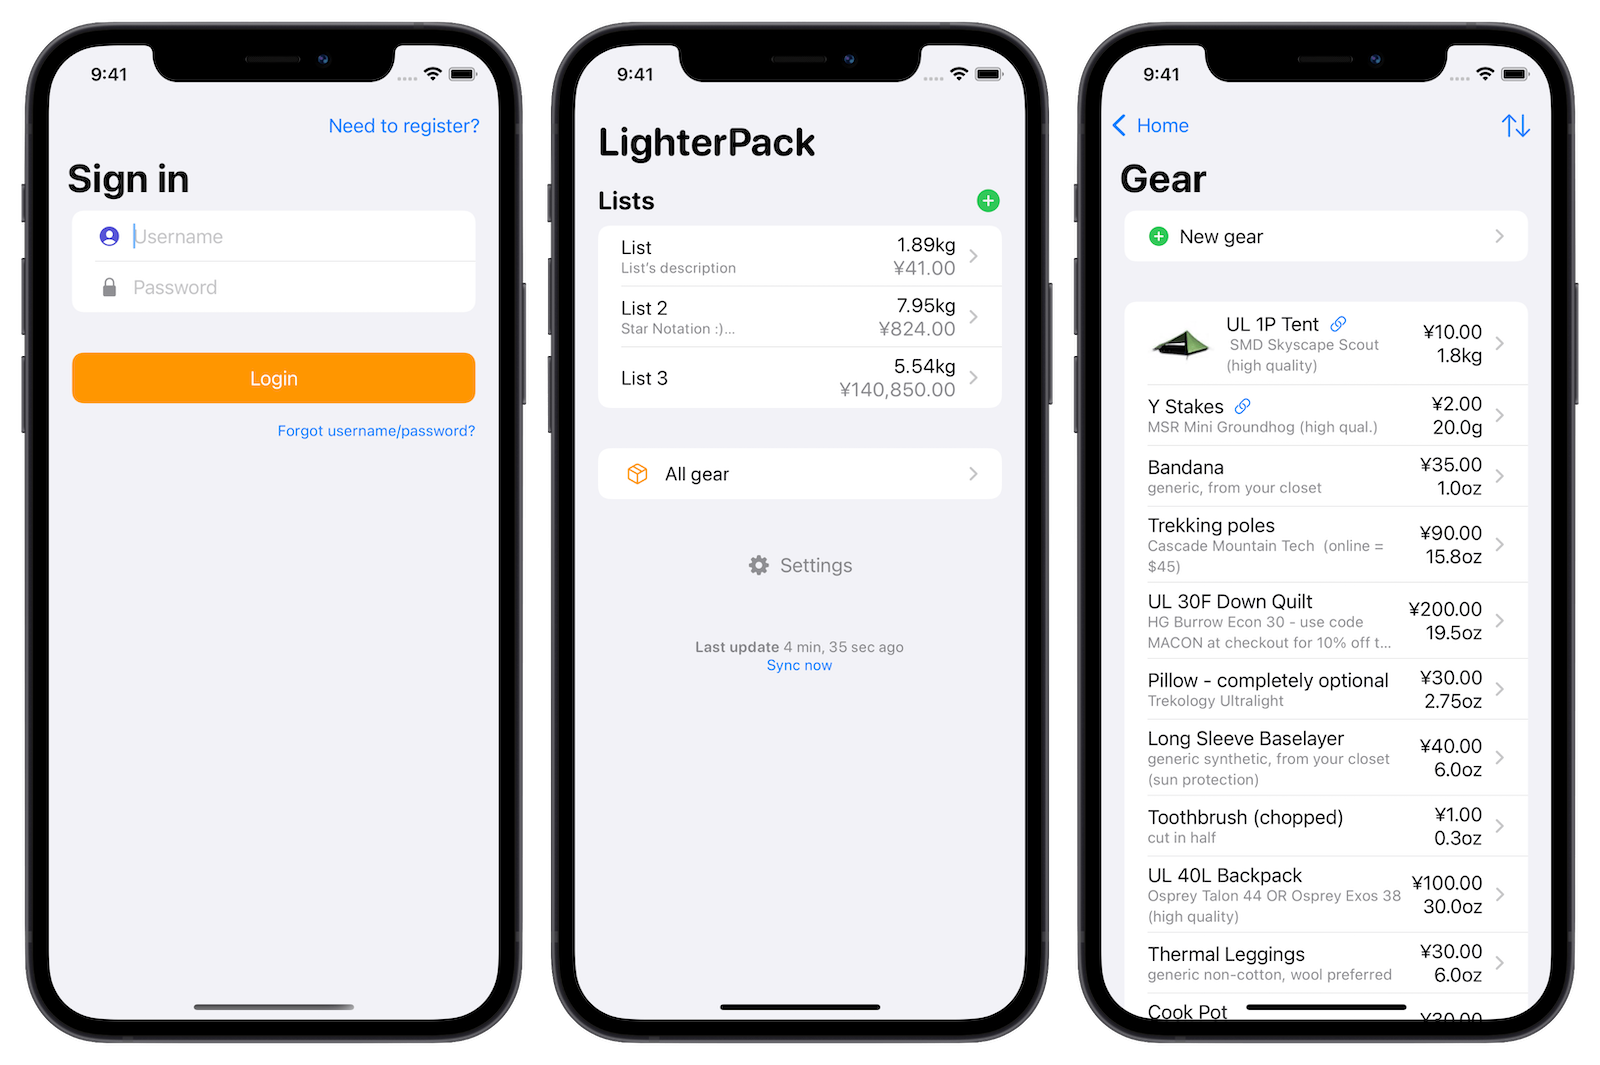 9:41
Need to register?
Sign in
Username
Password
Login
Forgot username/password?
9:41
LighterPack
Lists
List 1.89kg
List's description ¥41.00
List 2 7.95kg
Star Notation :)... ¥824.00
List 3 5.54kg
¥140,850.00
All gear
Settings
Last update 4 min, 35 sec ago
Sync now
9:41
Home
Gear
New gear
UL 1P Tent ¥10.00
SMD Skyscape Scout 1.8kg
(high quality)
Y Stakes ¥2.00
MSR Mini Groundhog (high qual.) 20.0g
Bandana ¥35.00
generic, from your closet 1.0oz
Trekking poles ¥90.00
Cascade Mountain Tech (online = 15.8oz
$45)
UL 30F Down Quilt ¥200.00
HG Burrow Econ 30 - use code 19.5oz
MACON at checkout for 10% off t...
Pillow - completely optional ¥30.00
Trekology Ultralight 2.75oz
Long Sleeve Baselayer ¥40.00
generic synthetic, from your closet 6.0oz
(sun protection)
Toothbrush (chopped) ¥1.00
cut in half 0.3oz
UL 40L Backpack ¥100.00
Osprey Talon 44 OR Osprey Exos 38 30.0oz
(high quality)
Thermal Leggings ¥30.00
generic non-cotton, wool preferred 6.0oz
Cook Pot ¥30.00